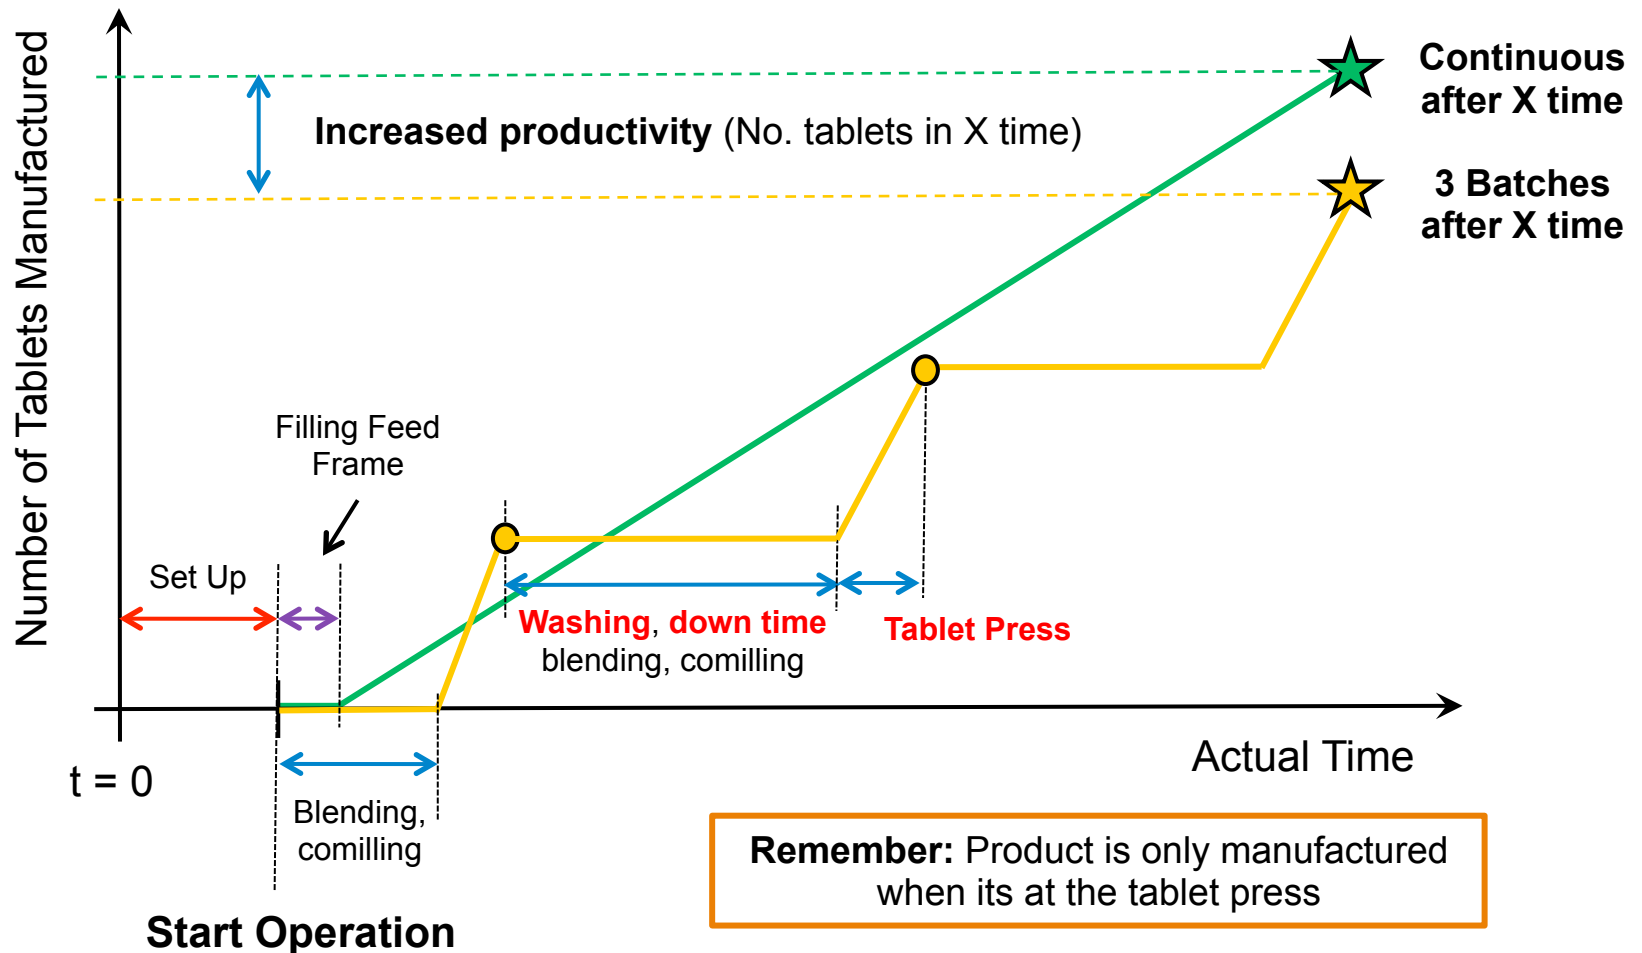 Number of Tablets Manufactured
Continuous
after X time
Increased productivity (No. tablets in X time)
3 Batches
after X time
Filling Feed
Frame
Set Up
Washing, down time
blending, comilling
Tablet Press
t = 0
Actual Time
Blending,
comilling
Remember: Product is only manufactured
when its at the tablet press
Start Operation